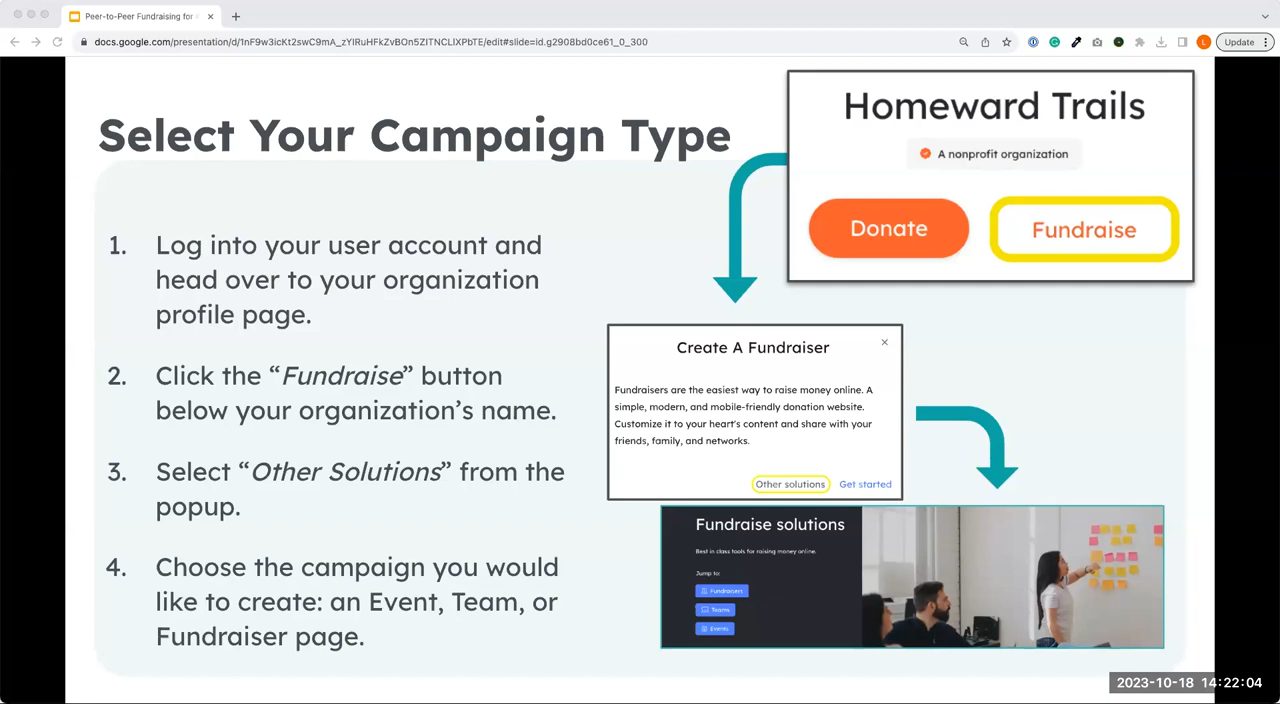 Peer-to-Peer Fundraising for
docs.google.com/presentation/d/1nF9w3icKt2swC9mA_zYlRuHFkZvBOn5ZITNCLlXPbTE/edit#slide=id.g2908bd0ce61_0_300
Update
Select Your Campaign Type
1. Log into your user account and
head over to your organization
profile page.
2. Click the “Fundraise” button
below your organization’s name.
3. Select “Other Solutions” from the
popup.
4. Choose the campaign you would
like to create: an Event, Team, or
Fundraiser page.
Homeward Trails
A nonprofit organization
Donate
Fundraise
Create A Fundraiser
Fundraisers are the easiest way to raise money online. A
simple, modern, and mobile-friendly donation website.
Customize it to your heart's content and share with your
friends, family, and networks.
Other solutions
Get started
Fundraise solutions
Best in class tools for raising money online.
Jump to:
Fundraisers
Teams
Events
2023-10-18 14:22:04